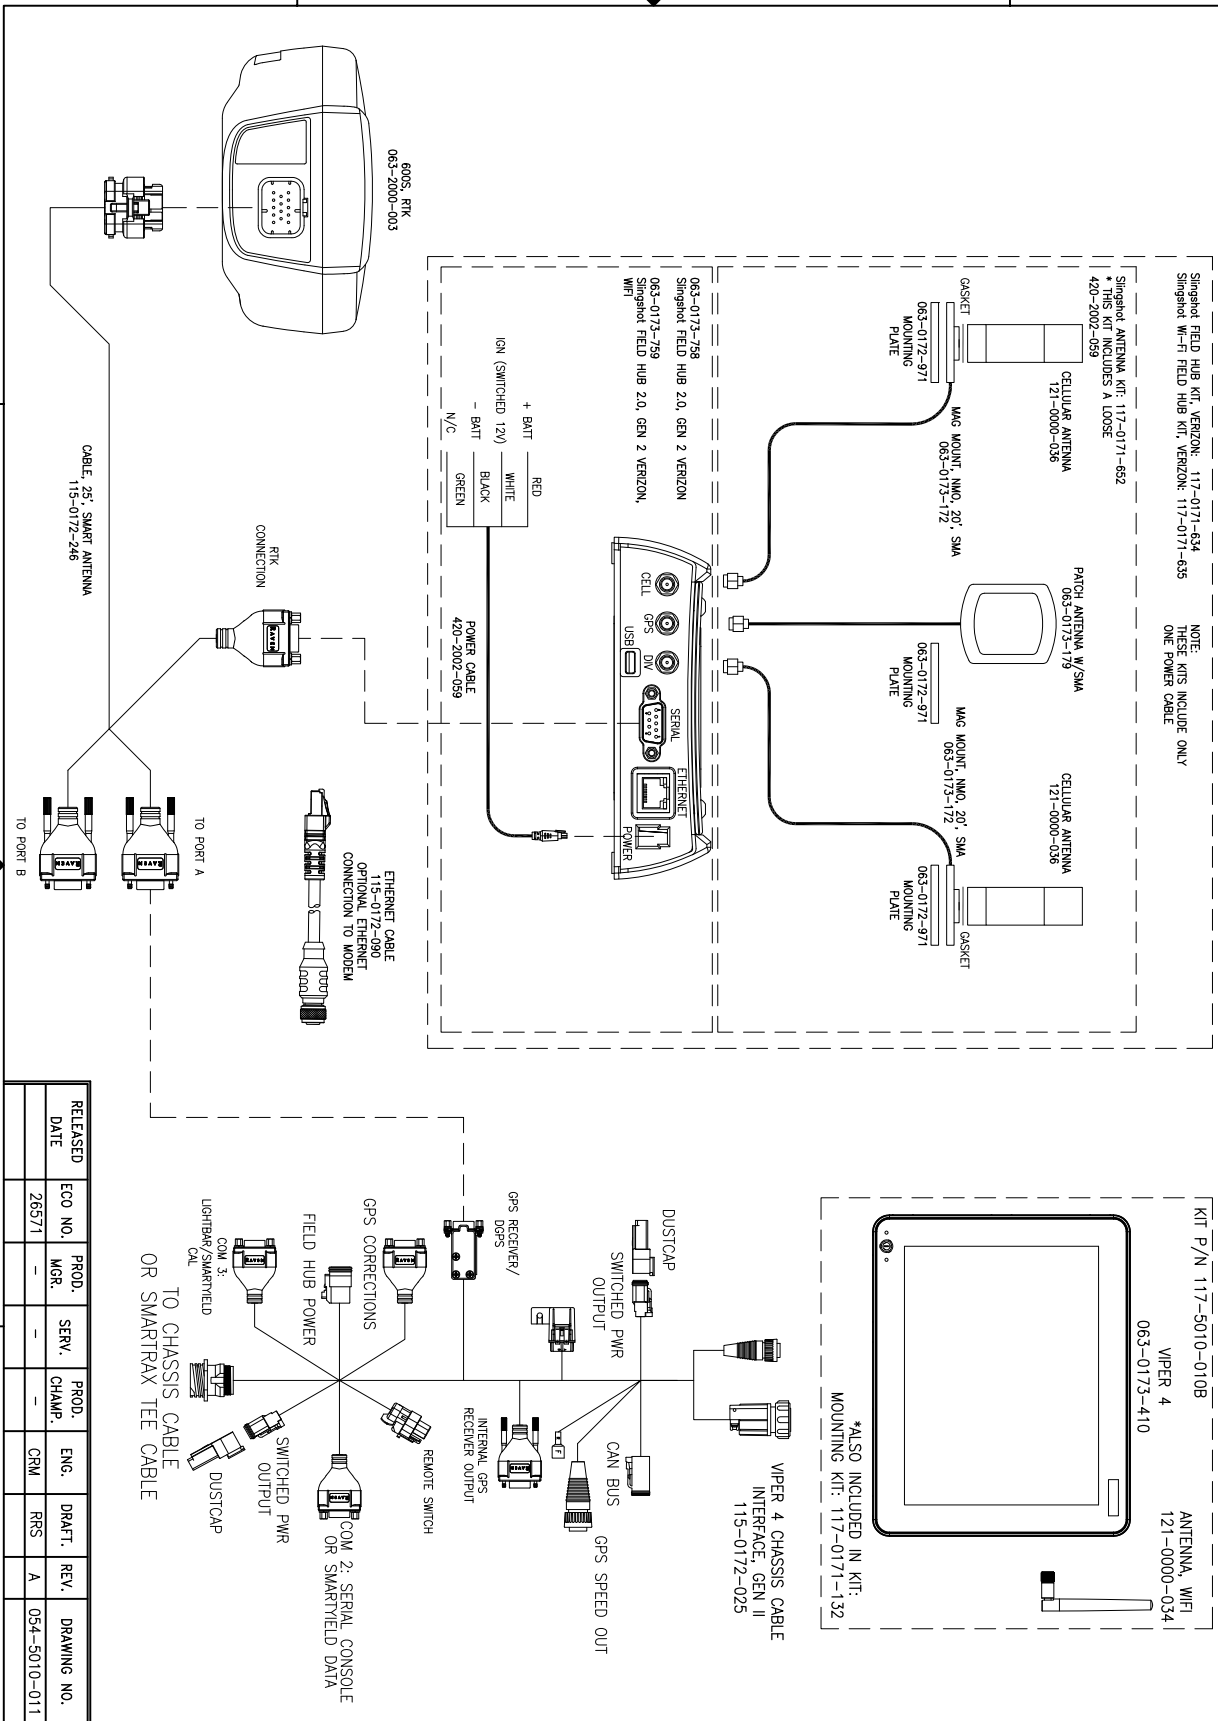 Slingshot FIELD HUB KIT, VERIZON: 117-0171-634
Slingshot Wi-Fi FIELD HUB KIT, VERIZON: 117-0171-635
NOTE:
THESE KITS INCLUDE ONLY
ONE POWER CABLE
Slingshot ANTENNA KIT: 117-0171-652
* THIS KIT INCLUDES A LOOSE
420-2002-059
CELLULAR ANTENNA
121-0000-036
GASKET
063-0172-971
MOUNTING
PLATE
MAG MOUNT, NMO, 20', SMA
063-0173-172
PATCH ANTENNA W/SMA
063-0173-179
063-0172-971
MOUNTING
PLATE
CELLULAR ANTENNA
121-0000-036
MAG MOUNT, NMO, 20', SMA
063-0173-172
063-0172-971
MOUNTING
PLATE
GASKET
063-0173-758
Slingshot FIELD HUB 2.0, GEN 2 VERIZON
063-0173-759
Slingshot FIELD HUB 2.0, GEN 2 VERIZON,
WIFI
+ BATT
RED
IGN (SWITCHED 12V)
WHITE
- BATT
BLACK
N/C
GREEN
POWER CABLE
420-2002-059
CELL
GPS
DIV
USB
SERIAL
ETHERNET
POWER
600S, RTK
063-2000-003
CABLE, 25', SMART ANTENNA
115-0172-246
RTK
CONNECTION
RAVEN
TO PORT A
RAVEN
TO PORT B
RAVEN
ETHERNET CABLE
115-0172-090
OPTIONAL ETHERNET
CONNECTION TO MODEM
KIT P/N 117-5010-010B
VIPER 4
063-0173-410
ANTENNA, WIFI
121-0000-034
*ALSO INCLUDED IN KIT:
MOUNTING KIT: 117-0171-132
VIPER 4 CHASSIS CABLE
INTERFACE, GEN II
115-0172-025
DUSTCAP
SWITCHED PWR
OUTPUT
CAN BUS
GPS SPEED OUT
F
INTERNAL GPS
RECEIVER OUTPUT
RAVEN
GPS RECEIVER/
DGPS
GPS CORRECTIONS
RAVEN
FIELD HUB POWER
COM 3:
LIGHTBAR/SMARTYIELD
CAL
RAVEN
REMOTE SWITCH
COM 2: SERIAL CONSOLE
OR SMARTYIELD DATA
RAVEN
SWITCHED PWR
OUTPUT
DUSTCAP
TO CHASSIS CABLE
OR SMARTRAX TEE CABLE
RELEASED
DATE
ECO NO.
PROD.
MGR.
SERV.
PROD.
CHAMP.
ENG.
DRAFT.
REV.
DRAWING NO.
26571
-
-
-
CRM
RRS
A
054-5010-011